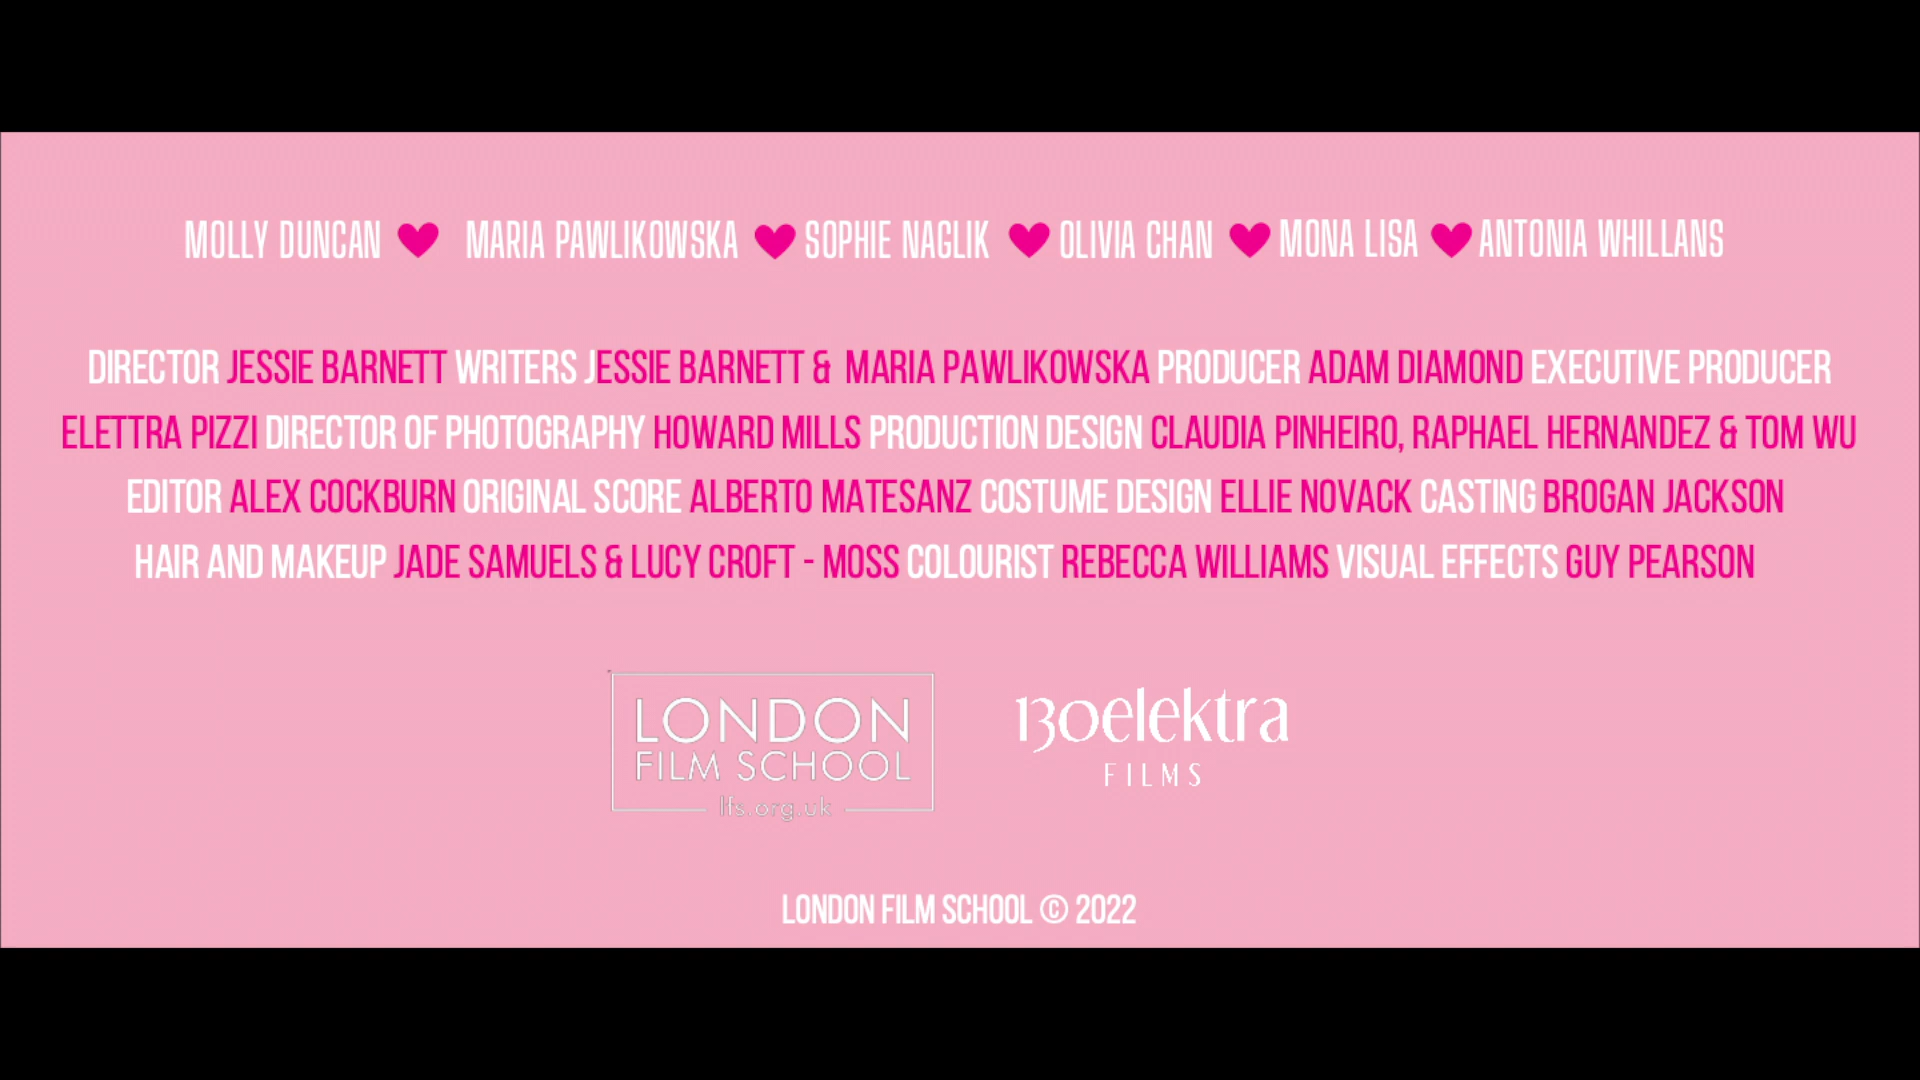 MOLLY DUNCAN MARIA PAWLIKOWSKA SOPHIE NAGLIK OLIVIA CHAN MONA LISA ANTONIA WHILLANS
DIRECTOR JESSIE BARNETT WRITERS JESSIE BARNETT & MARIA PAWLIKOWSKA PRODUCER ADAM DIAMOND EXECUTIVE PRODUCER
ELETTRA PIZZI DIRECTOR OF PHOTOGRAPHY HOWARD MILLS PRODUCTION DESIGN CLAUDIA PINHEIRO, RAPHAEL HERNANDEZ & TOM WU
EDITOR ALEX COCKBURN ORIGINAL SCORE ALBERTO MATESANZ COSTUME DESIGN ELLIE NOVACK CASTING BROGAN JACKSON
HAIR AND MAKEUP JADE SAMUELS & LUCY CROFT - MOSS COLOURIST REBECCA WILLIAMS VISUAL EFFECTS GUY PEARSON
LONDON
FILM SCHOOL
lfs.org.uk
130elektra
FILMS
LONDON FILM SCHOOL © 2022